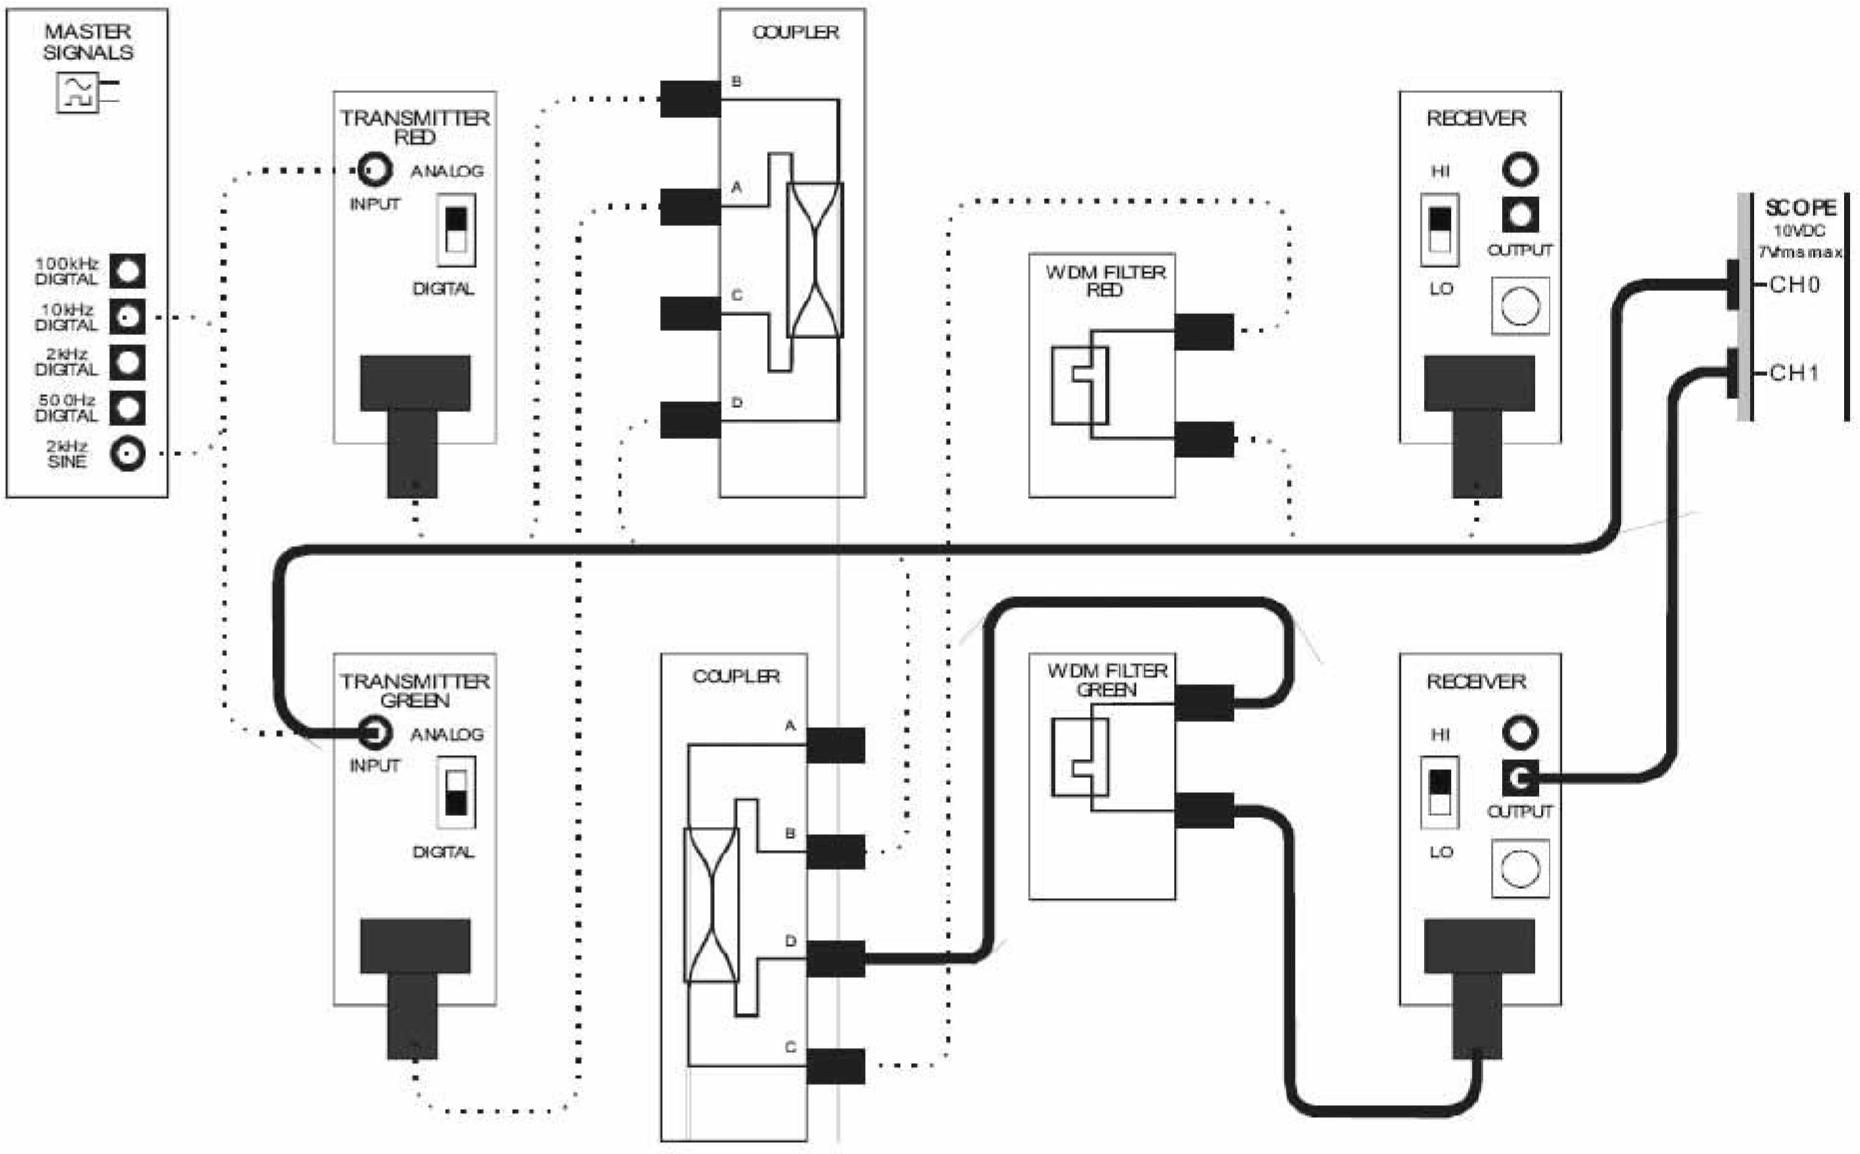 MASTER
SIGNALS
100kHz
DIGITAL
10kHz
DIGITAL
2kHz
DIGITAL
500Hz
DIGITAL
2kHz
SINE
TRANSMITTER
RED
ANALOG
INPUT
DIGITAL
COUPLER
B
A
C
D
WDM FILTER
RED
RECEIVER
HI
OUTPUT
LO
SCOPE
10VDC
7Vrms max
CH0
CH1
TRANSMITTER
GREEN
ANALOG
INPUT
DIGITAL
COUPLER
A
B
D
C
WDM FILTER
GREEN
RECEIVER
HI
OUTPUT
LO